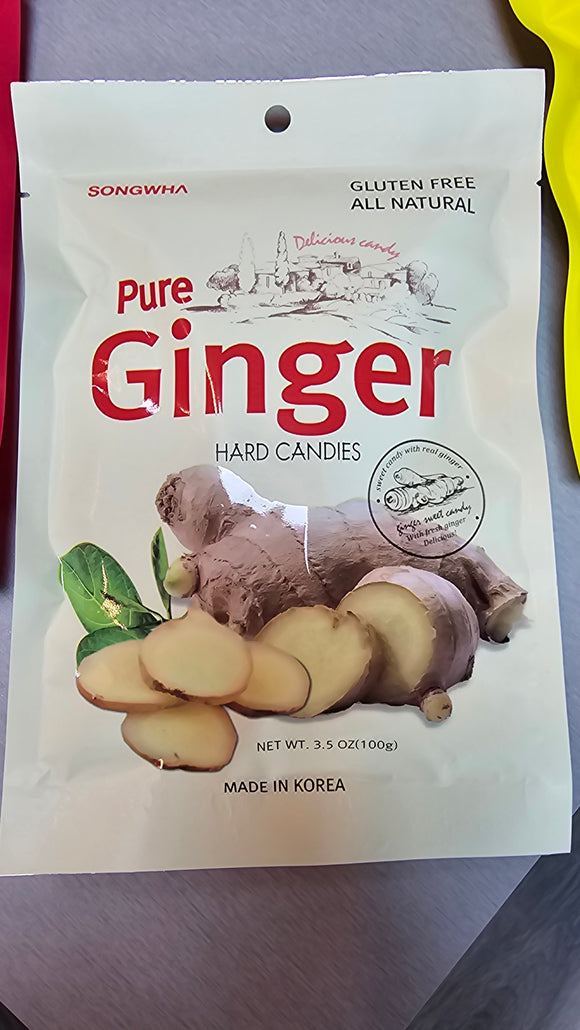 SONGWHA
GLUTEN FREE
ALL NATURAL
Delicious candy
Pure
Ginger
HARD CANDIES
sweet candy with real ginger
ginger sweet candy
With fresh ginger
Delicious!
NET WT. 3.5 OZ(100g)
MADE IN KOREA